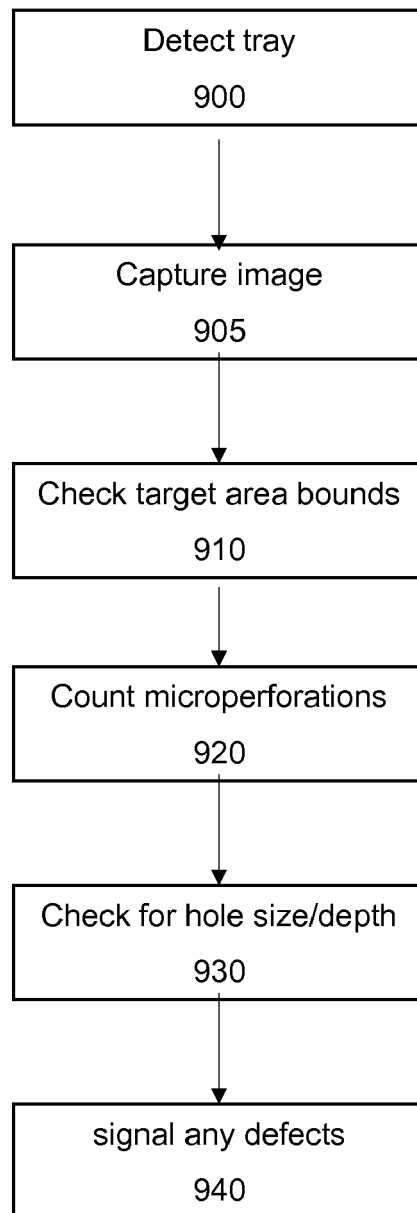 Detect tray
900
Capture image
905
Check target area bounds
910
Count microperforations
920
Check for hole size/depth
930
signal any defects
940